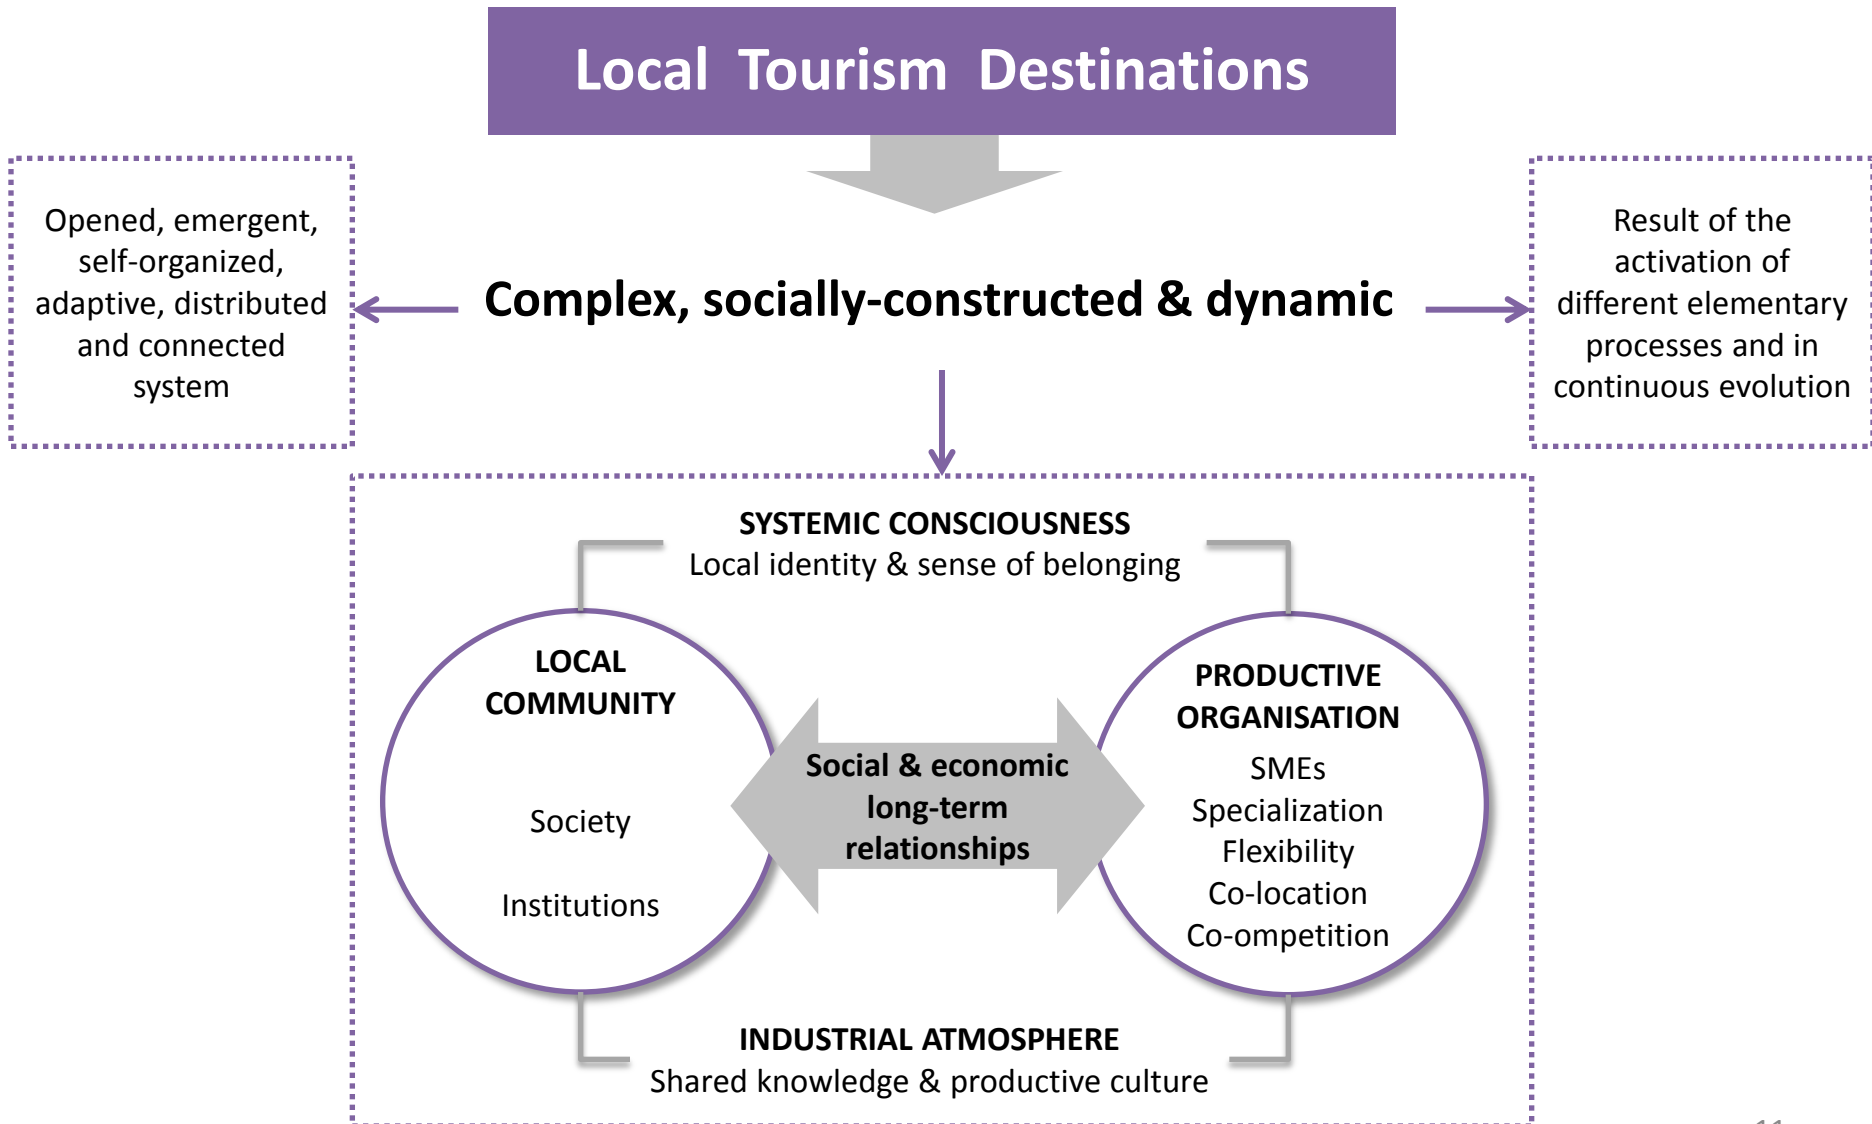 Local Tourism Destinations
Opened, emergent,
self-organized,
adaptive, distributed
and connected
system
Complex, socially-constructed & dynamic
Result of the
activation of
different elementary
processes and in
continuous evolution
SYSTEMIC CONSCIOUSNESS
Local identity & sense of belonging
LOCAL
COMMUNITY
Society
Institutions
Social & economic
long-term
relationships
PRODUCTIVE
ORGANISATION
SMEs
Specialization
Flexibility
Co-location
Co-ompetition
INDUSTRIAL ATMOSPHERE
Shared knowledge & productive culture